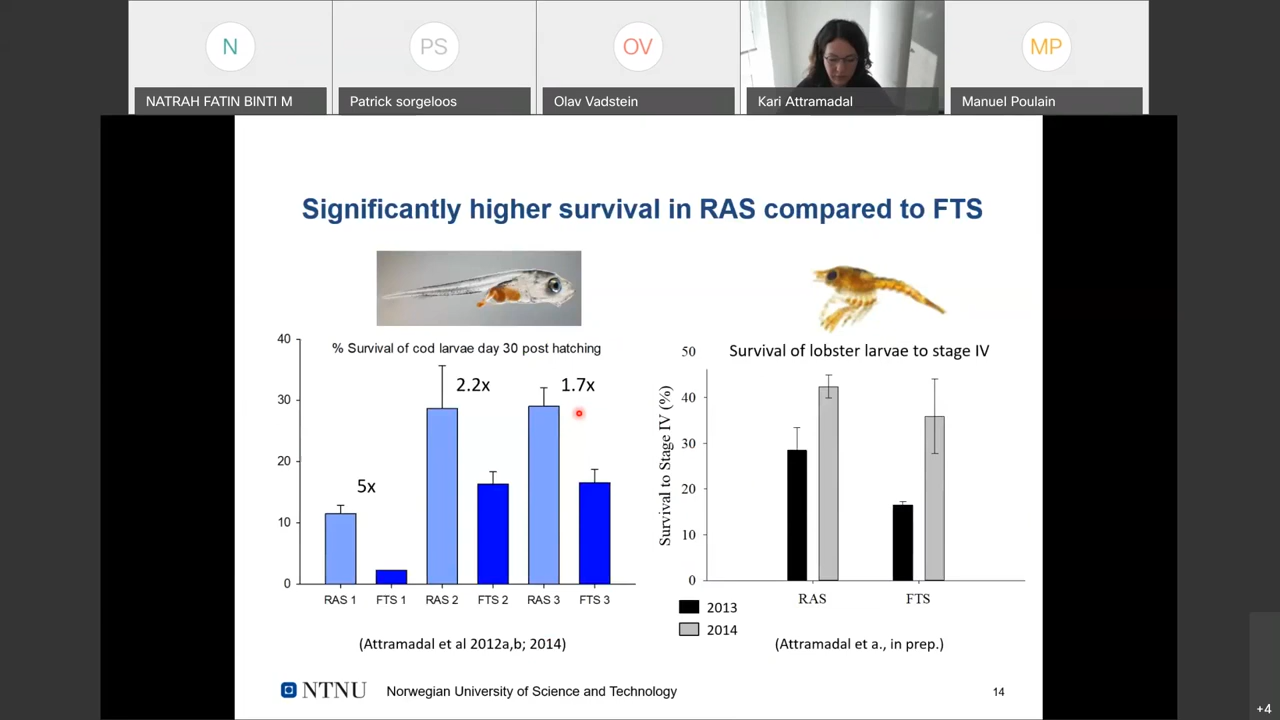 N
PS
OV
MP
NATRAH FATIN BINTI M
Patrick sorgeloos
Olav Vadstein
Kari Attramadal
Manuel Poulain
Significantly higher survival in RAS compared to FTS
% Survival of cod larvae day 30 post hatching
40
30
20
10
0
5x
2.2x
1.7x
RAS 1
FTS 1
RAS 2
FTS 2
RAS 3
FTS 3
(Attramadal et al 2012a,b; 2014)
Survival of lobster larvae to stage IV
Survival to Stage IV (%)
50
40
30
20
10
0
RAS
FTS
2013
2014
(Attramadal et a., in prep.)
NTNU
Norwegian University of Science and Technology
14
+4